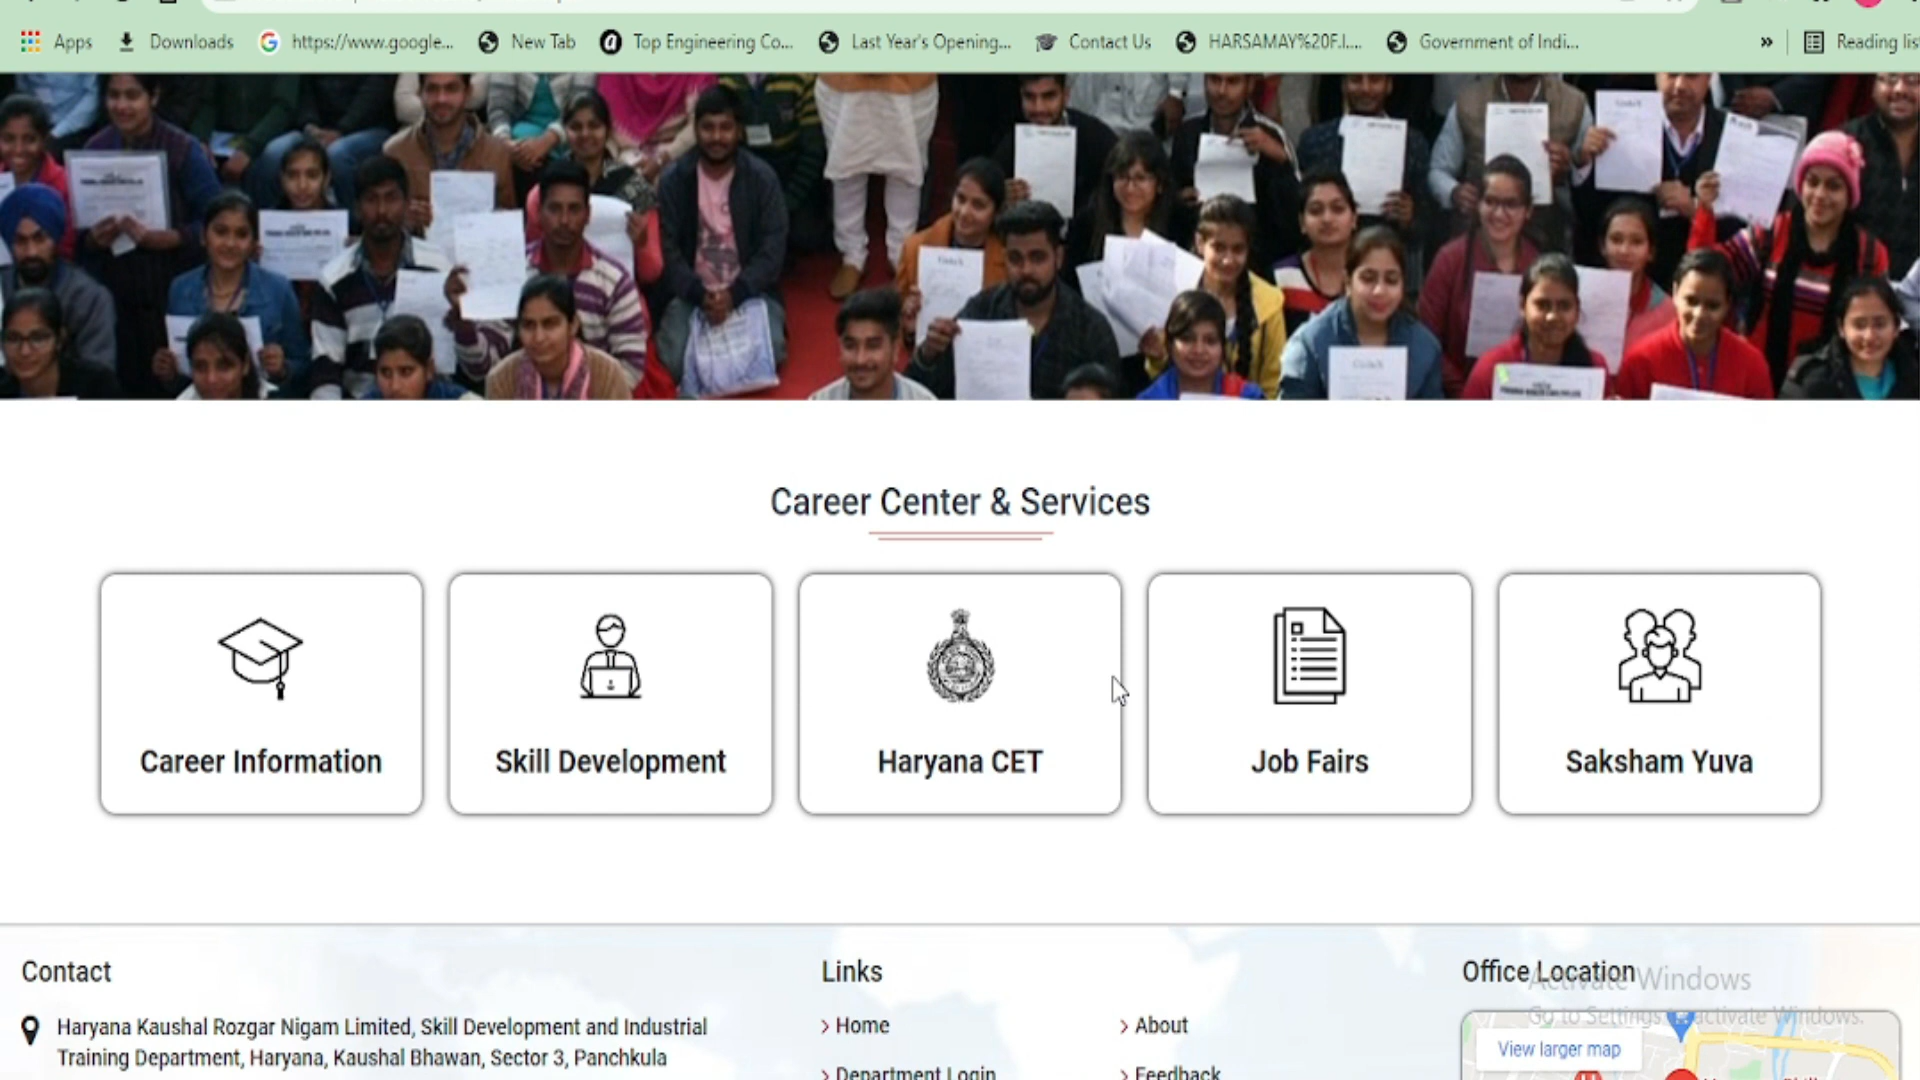 Apps Downloads https://www.google... New Tab Top Engineering Co... Last Year's Opening... Contact Us HARSAMAY%20F.I.... Government of Indi... » Reading lis
Career Center & Services
Career Information
Skill Development
Haryana CET
Job Fairs
Saksham Yuva
Contact
Haryana Kaushal Rozgar Nigam Limited, Skill Development and Industrial
Training Department, Haryana, Kaushal Bhawan, Sector 3, Panchkula
Links
Home
About
Department Login
Feedback
Office Location
Activate Windows
Go to Settings to activate Windows.
View larger map